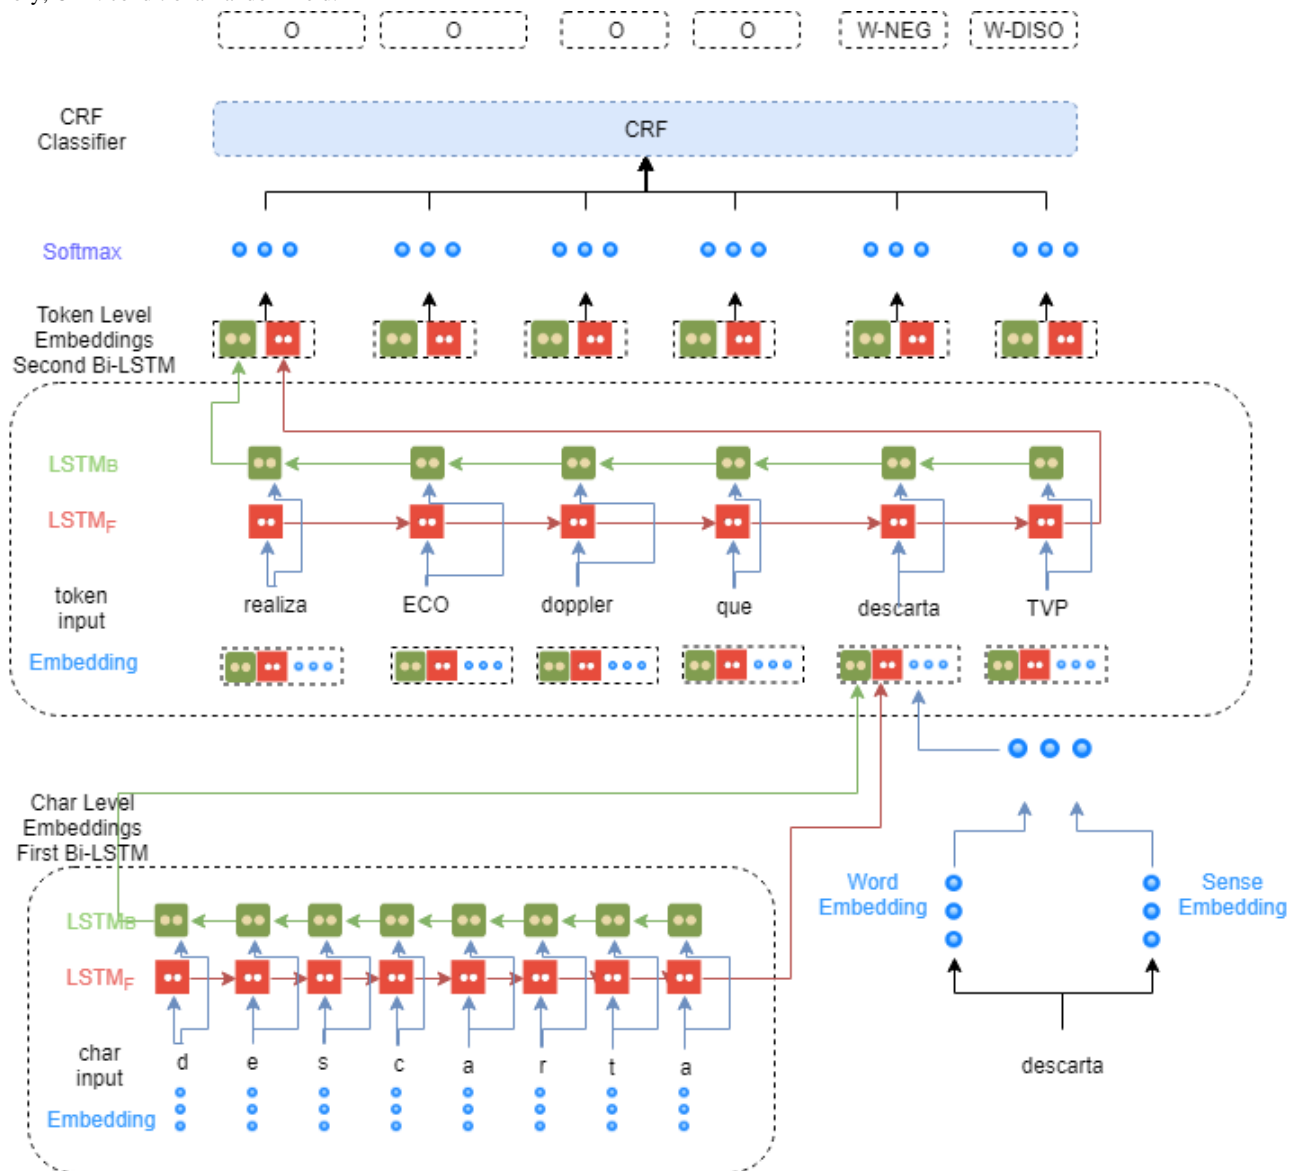 O O O O W-NEG W-DISO
CRF
Classifier
CRF
Softmax
Token Level
Embeddings
Second Bi-LSTM
LSTMB
LSTMF
token
input
realiza ECO doppler que descarta TVP
Embedding
Char Level
Embeddings
First Bi-LSTM
Word
Embedding
Sense
Embedding
LSTMB
LSTMF
char
input
d e s c a r t a
descarta
Embedding